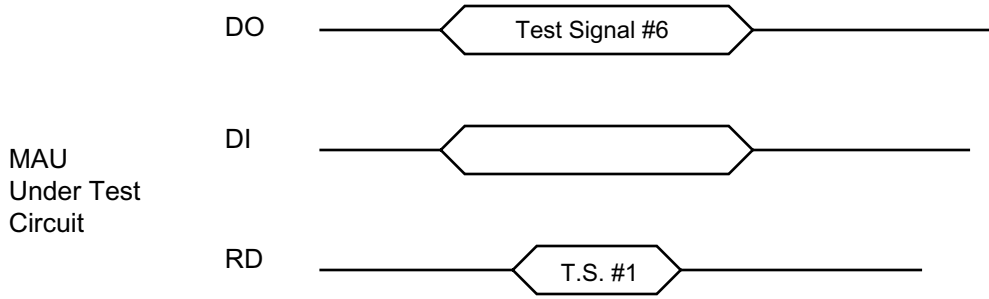 DO
Test Signal #6
DI
MAU
Under Test
Circuit
RD
T.S. #1